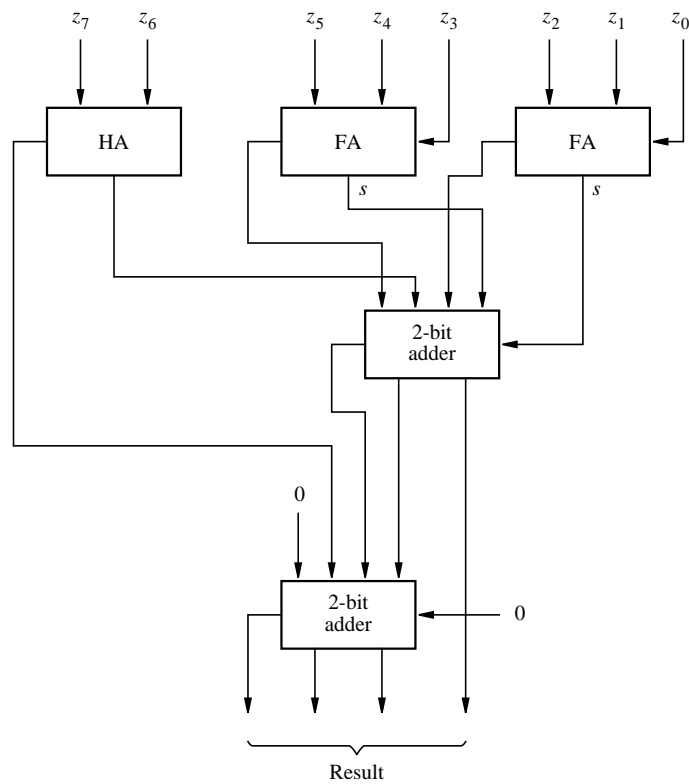 z7 z6 z5 z4 z3 z2 z1 z0
HA FA FA
s s
2-bit
adder
0
2-bit
adder
0
Result